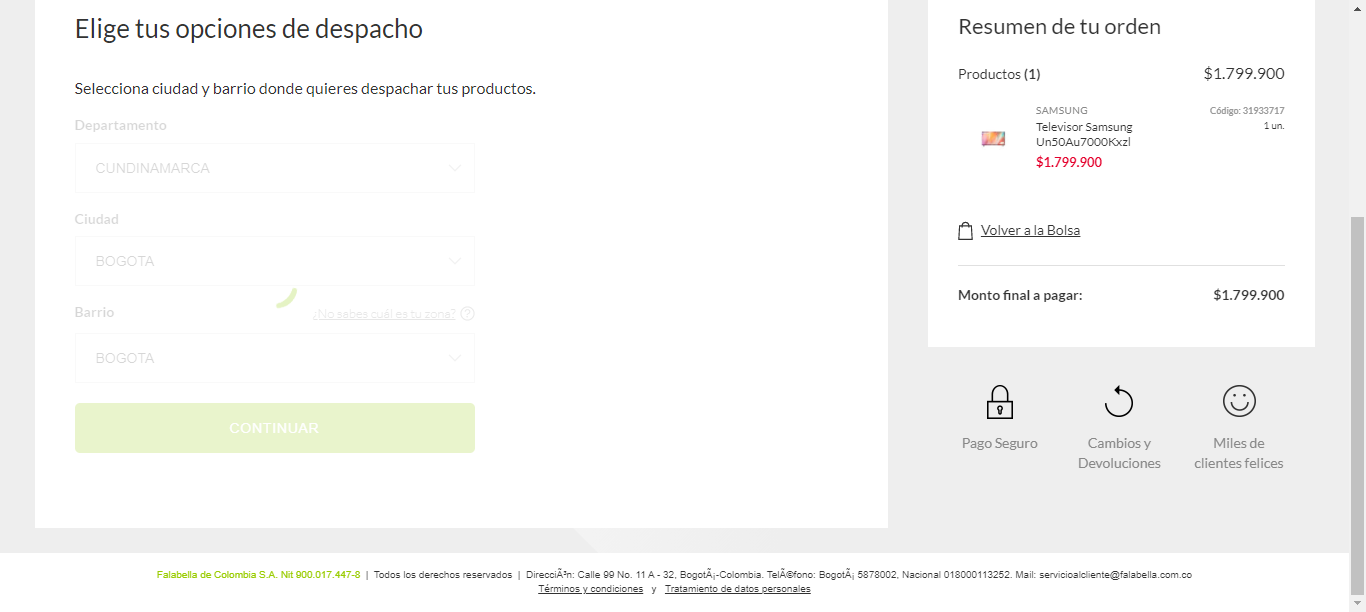 Elige tus opciones de despacho
Selecciona ciudad y barrio donde quieres despachar tus productos.
Departamento
CUNDINAMARCA
Ciudad
BOGOTA
Barrio
¿No sabes cuál es tu zona? ?
BOGOTA
CONTINUAR
Resumen de tu orden
Productos (1) $1.799.900
SAMSUNG Código: 31933717
Televisor Samsung 1 un.
Un50Au7000Kxzl
$1.799.900
Volver a la Bolsa
Monto final a pagar: $1.799.900
Pago Seguro
Cambios y
Devoluciones
Miles de
clientes felices
Falabella de Colombia S.A. Nit 900.017.447-8 | Todos los derechos reservados | DirecciÃ³n: Calle 99 No. 11 A - 32, BogotÃ¡-Colombia. TelÃ©fono: BogotÃ¡ 5878002, Nacional 018000113252. Mail: servicioalcliente@falabella.com.co
Términos y condiciones y Tratamiento de datos personales